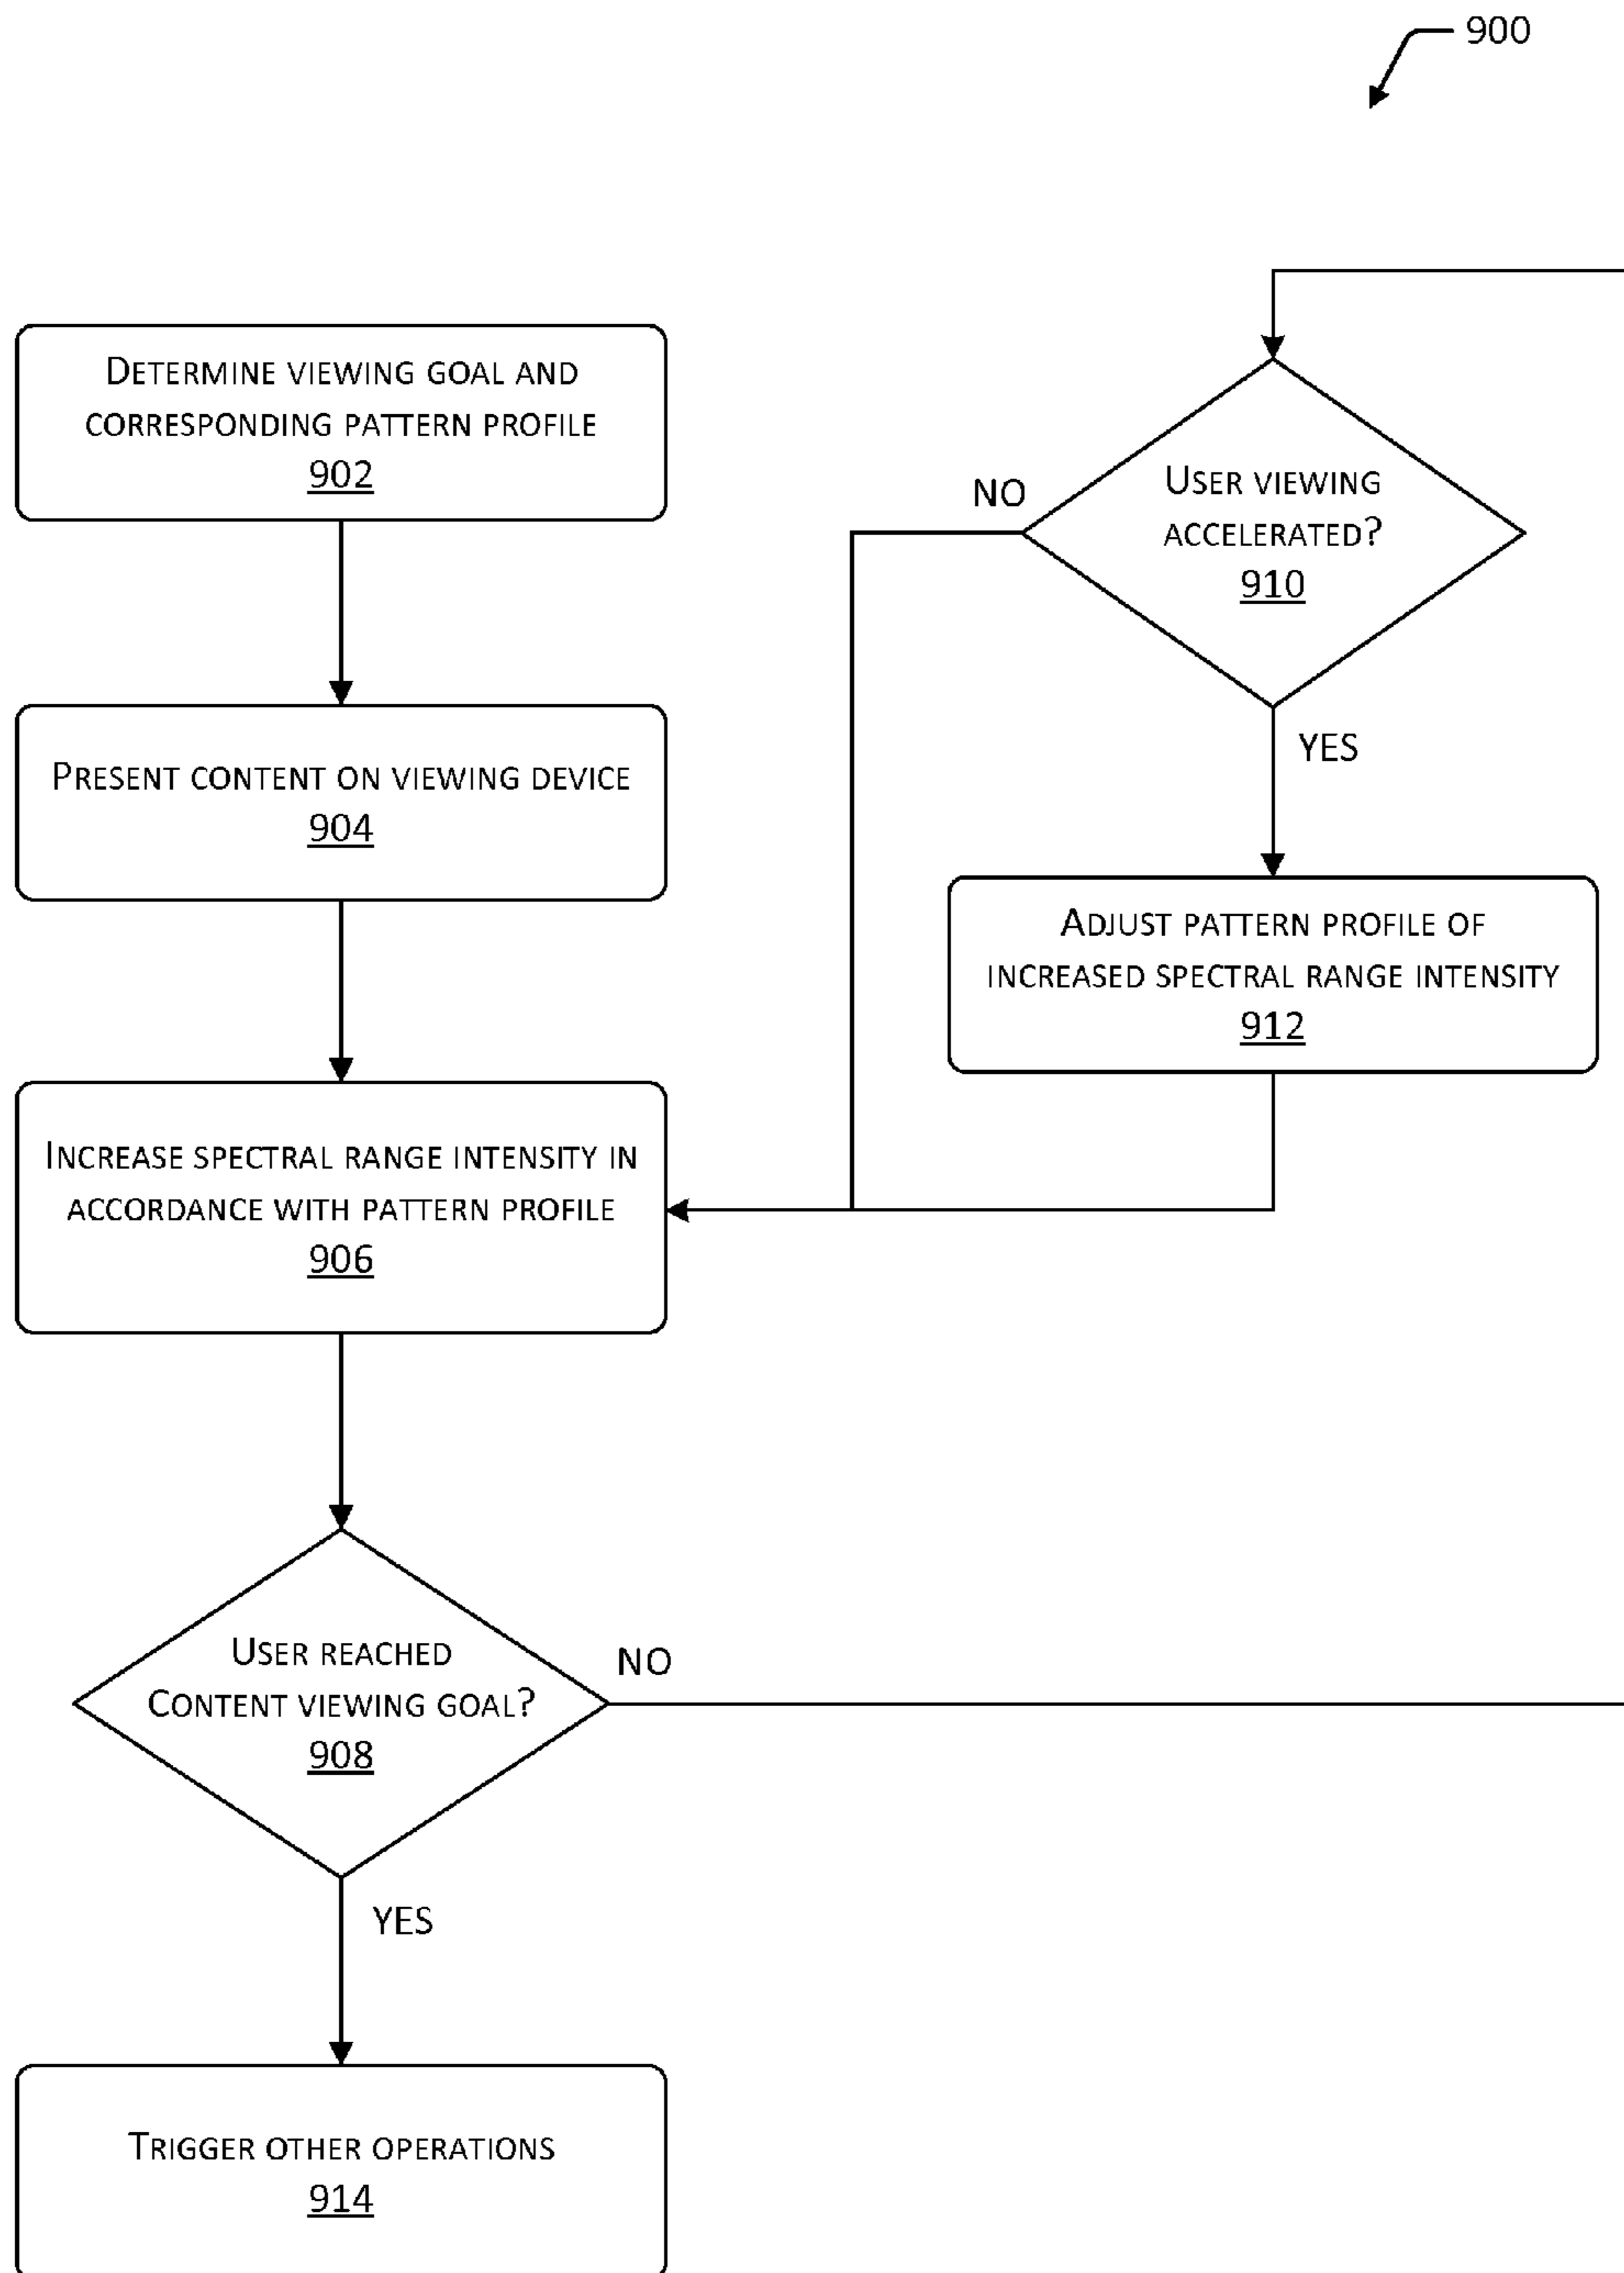 900
Determine viewing goal and
corresponding pattern profile
902
Present content on viewing device
904
Increase spectral range intensity in
accordance with pattern profile
906
User reached
Content viewing goal?
908
NO
YES
Trigger other operations
914
User viewing
accelerated?
910
NO
YES
Adjust pattern profile of
increased spectral range intensity
912